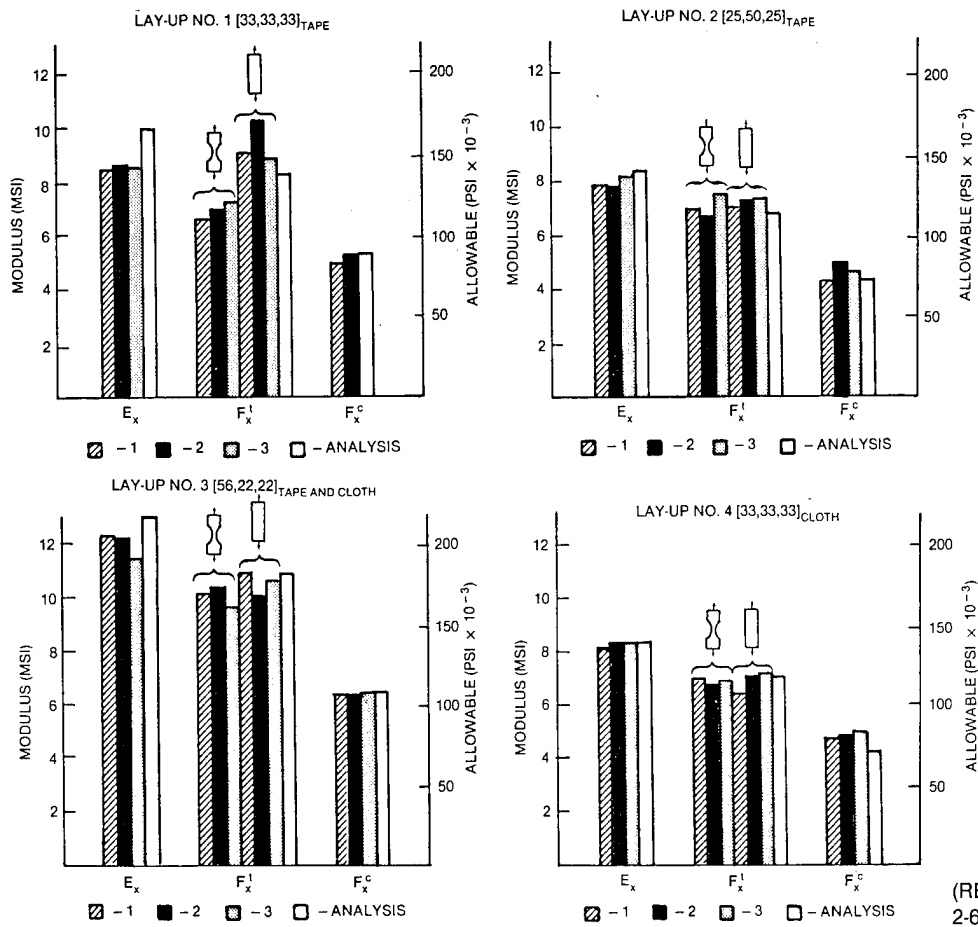 LAY-UP NO. 1 [33,33,33]TAPE
MODULUS (MSI)
12
10
8
6
4
2
200
150
100
50
ALLOWABLE (PSI × 10⁻³)
Eₓ
Fₓᵗ
Fₓᶜ
– 1
– 2
– 3
– ANALYSIS
LAY-UP NO. 2 [25,50,25]TAPE
MODULUS (MSI)
12
10
8
6
4
2
200
150
100
50
ALLOWABLE (PSI × 10⁻³)
Eₓ
Fₓᵗ
Fₓᶜ
– 1
– 2
– 3
– ANALYSIS
LAY-UP NO. 3 [56,22,22]TAPE AND CLOTH
MODULUS (MSI)
12
10
8
6
4
2
200
150
100
50
ALLOWABLE (PSI × 10⁻³)
Eₓ
Fₓᵗ
Fₓᶜ
– 1
– 2
– 3
– ANALYSIS
LAY-UP NO. 4 [33,33,33]CLOTH
MODULUS (MSI)
12
10
8
6
4
2
200
150
100
50
ALLOWABLE (PSI × 10⁻³)
Eₓ
Fₓᵗ
Fₓᶜ
– 1
– 2
– 3
– ANALYSIS
(RE
2-6